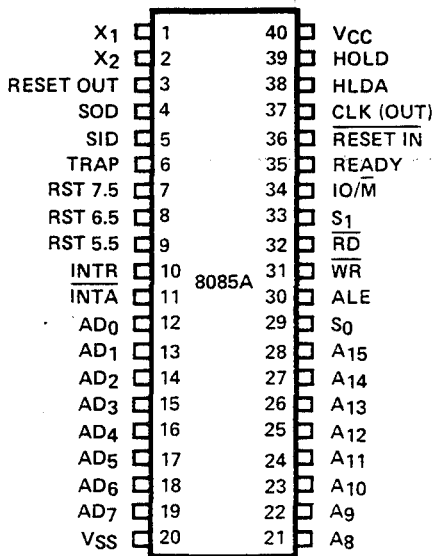 X1 1 40 VCC
X2 2 39 HOLD
RESET OUT 3 38 HLDA
SOD 4 37 CLK (OUT)
SID 5 36 RESET IN
TRAP 6 35 READY
RST 7.5 7 34 IO/M
RST 6.5 8 33 S1
RST 5.5 9 32 RD
INTR 10 31 WR
INTA 11 8085A 30 ALE
AD0 12 29 S0
AD1 13 28 A15
AD2 14 27 A14
AD3 15 26 A13
AD4 16 25 A12
AD5 17 24 A11
AD6 18 23 A10
AD7 19 22 A9
VSS 20 21 A8